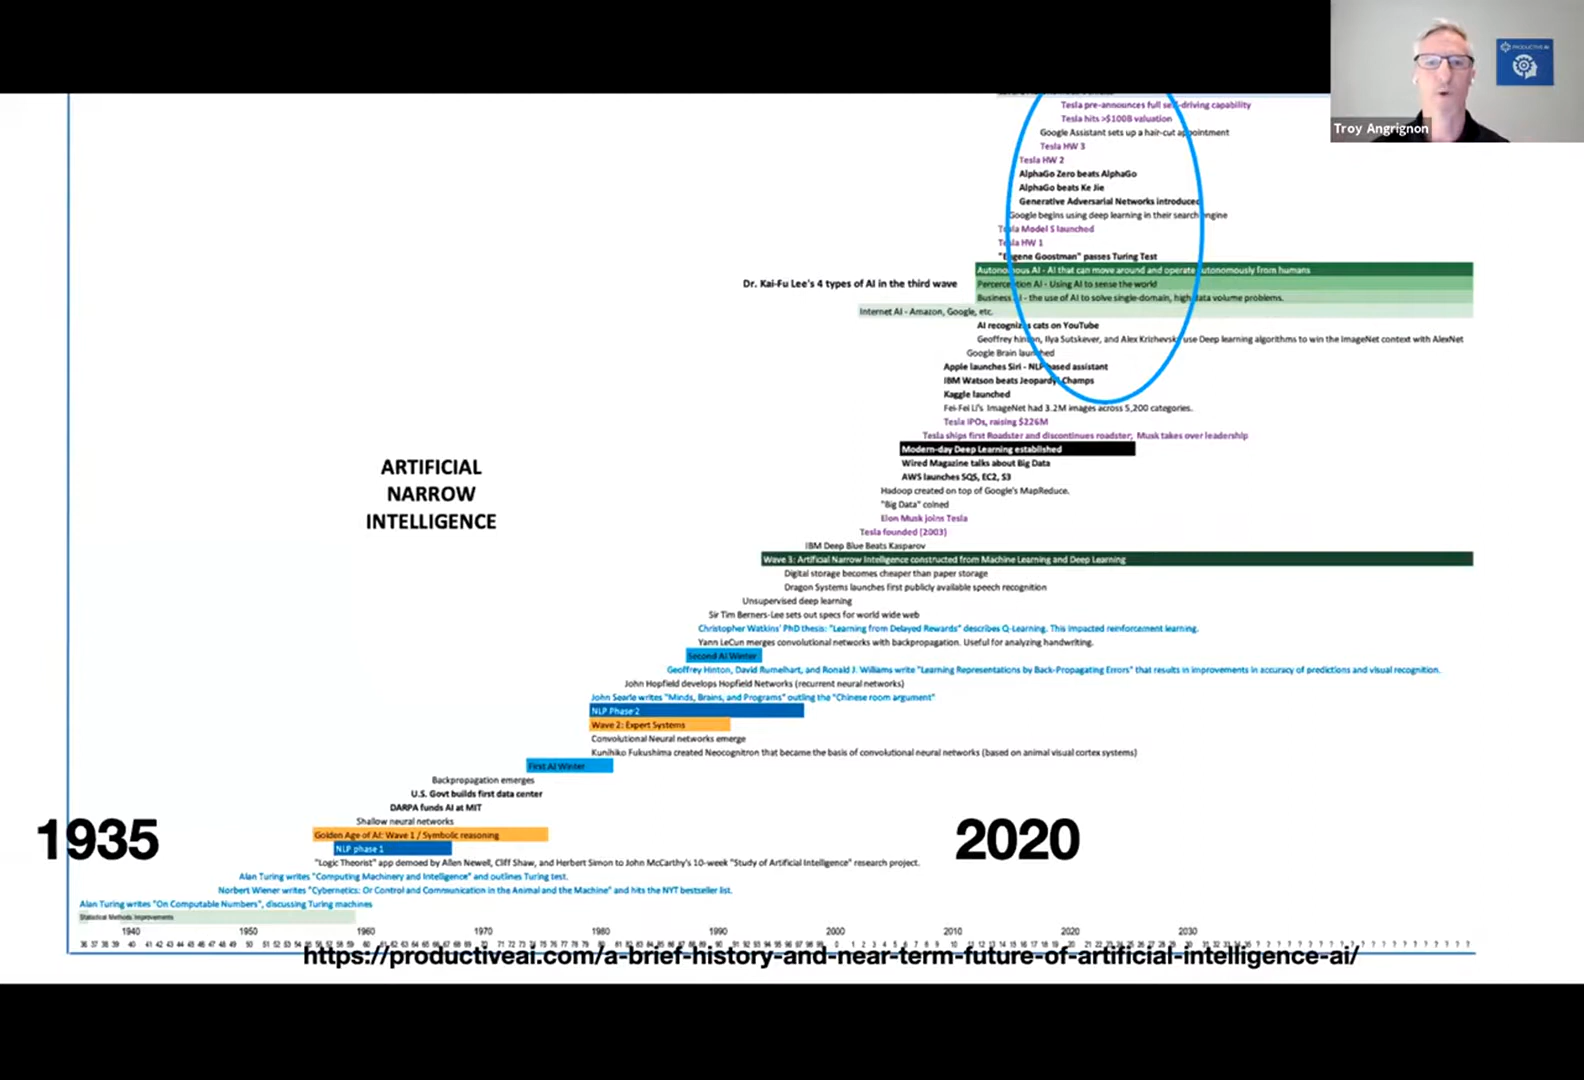 PRODUCTIVE AI
Troy Angrignon
Tesla pre-announces full self-driving capability
Tesla hits >$100B valuation
Google Assistant sets up a hair-cut appointment
Tesla HW 3
Tesla HW 2
AlphaGo Zero beats AlphaGo
AlphaGo beats Ke Jie
Generative Adversarial Networks introduced
Google begins using deep learning in their search engine
Tesla Model S launched
Tesla HW 1
"Eugene Goostman" passes Turing Test
Autonomous AI - AI that can move around and operate autonomously from humans
Dr. Kai-Fu Lee's 4 types of AI in the third wave
Percerception AI - Using AI to sense the world
Business AI - the use of AI to solve single-domain, high data volume problems.
Internet AI - Amazon, Google, etc.
AI recognizes cats on YouTube
Geoffrey hinton, Ilya Sutskever, and Alex Krizhevsky use Deep learning algorithms to win the ImageNet context with AlexNet
Google Brain launched
Apple launches Siri - NLP based assistant
IBM Watson beats Jeopardy Champs
Kaggle launched
Fei-Fei Li's ImageNet had 3.2M images across 5,200 categories.
Tesla IPOs, raising $226M
Tesla ships first Roadster and discontinues roadster; Musk takes over leadership
Modern-day Deep Learning established
Wired Magazine talks about Big Data
AWS launches SQS, EC2, S3
Hadoop created on top of Google's MapReduce.
"Big Data" coined
Elon Musk joins Tesla
Tesla founded (2003)
IBM Deep Blue Beats Kasparov
Wave 3: Artificial Narrow Intelligence constructed from Machine Learning and Deep Learning
Digital storage becomes cheaper than paper storage
Dragon Systems launches first publicly available speech recognition
Unsupervised deep learning
Sir Tim Berners-Lee sets out specs for world wide web
Christopher Watkins' PhD thesis: "Learning from Delayed Rewards" describes Q-Learning. This impacted reinforcement learning.
Yann LeCun merges convolutional networks with backpropagation. Useful for analyzing handwriting.
Second AI Winter
Geoffrey Hinton, David Rumelhart, and Ronald J. Williams write "Learning Representations by Back-Propagating Errors" that results in improvements in accuracy of predictions and visual recognition.
John Hopfield develops Hopfield Networks (recurrent neural networks)
John Searle writes "Minds, Brains, and Programs" outling the "Chinese room argument"
NLP Phase 2
Wave 2: Expert Systems
Convolutional Neural networks emerge
Kunihiko Fukushima created Neocognitron that became the basis of convolutional neural networks (based on animal visual cortex systems)
First AI Winter
Backpropagation emerges
U.S. Govt builds first data center
DARPA funds AI at MIT
Shallow neural networks
Golden Age of AI: Wave 1 / Symbolic reasoning
NLP phase 1
"Logic Theorist" app demoed by Allen Newell, Cliff Shaw, and Herbert Simon to John McCarthy's 10-week "Study of Artificial Intelligence" research project.
Alan Turing writes "Computing Machinery and Intelligence" and outlines Turing test.
Norbert Wiener writes "Cybernetics: Or Control and Communication in the Animal and the Machine" and hits the NYT bestseller list.
Alan Turing writes "On Computable Numbers", discussing Turing machines
Statistical Methods Improvements
ARTIFICIAL
NARROW
INTELLIGENCE
1935
2020
1940 1950 1960 1970 1980 1990 2000 2010 2020 2030
36 37 38 39 40 41 42 43 44 45 46 47 48 49 50 51 52 53 54
https://productiveai.com/a-brief-history-and-near-term-future-of-artificial-intelligence-ai/